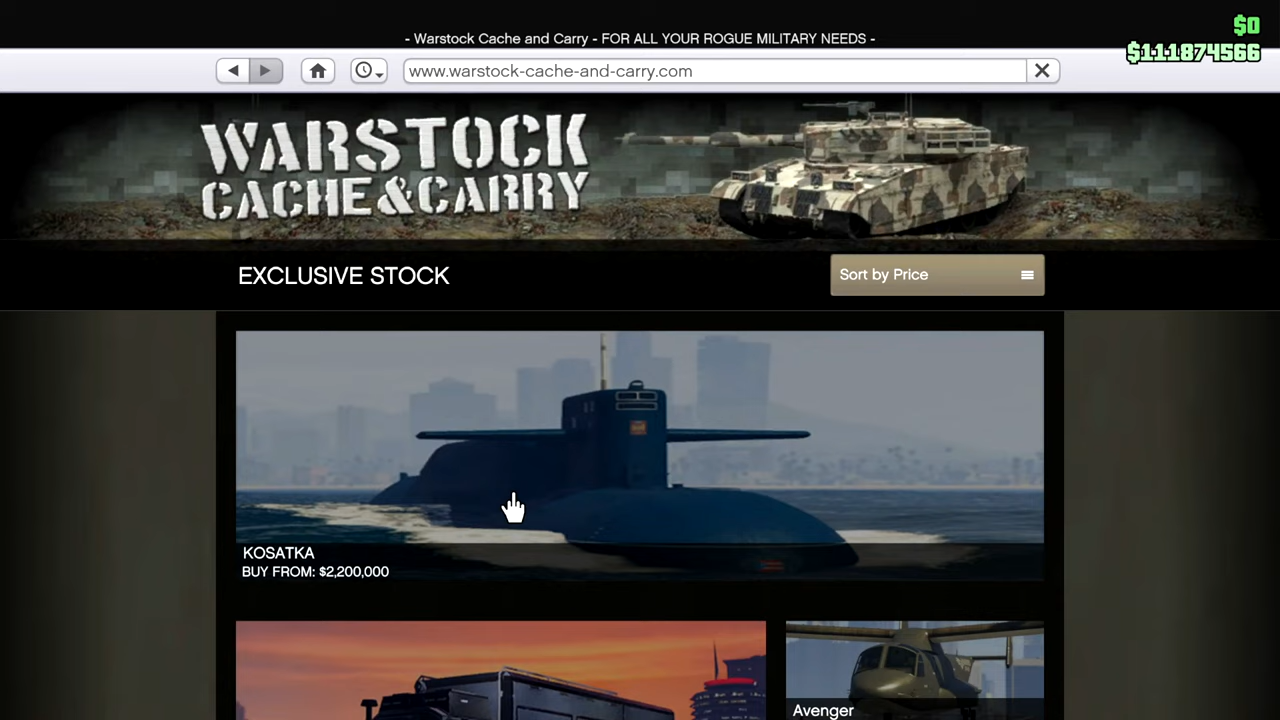 $0
- Warstock Cache and Carry - FOR ALL YOUR ROGUE MILITARY NEEDS -
$111874566
www.warstock-cache-and-carry.com
WARSTOCK
CACHE & CARRY
EXCLUSIVE STOCK
Sort by Price
KOSATKA
BUY FROM: $2,200,000
Avenger